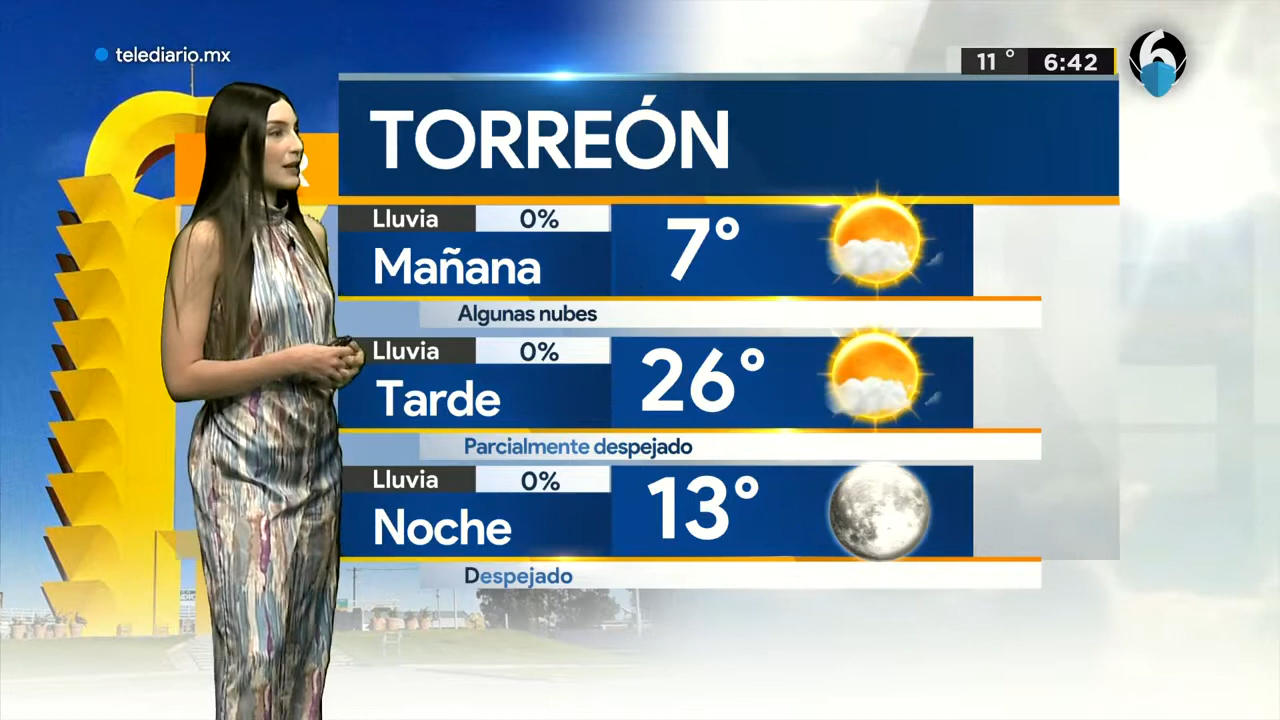 telediario.mx
11 °
6:42
6
TORREÓN
Lluvia 0%
Mañana
7°
Algunas nubes
Lluvia 0%
Tarde
26°
Parcialmente despejado
Lluvia 0%
Noche
13°
Despejado